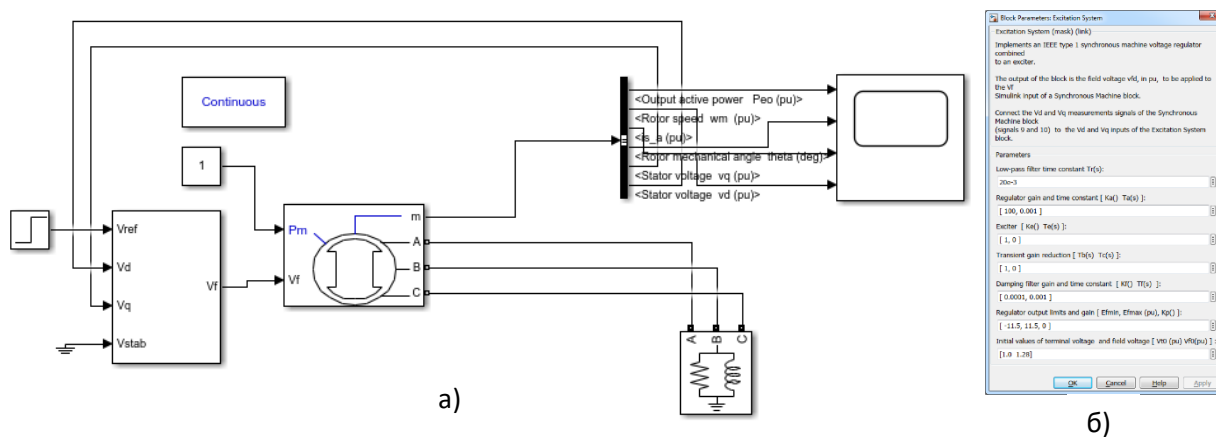 Continuous
1
Vref
Vd
Vq
Vstab
Vf
Pm
Vf
m
A
B
C
<Output active power   Peo (pu)>
<Rotor speed  wm  (pu)>
<is_a (pu)>
<Rotor mechanical angle  theta (deg)>
<Stator voltage  vq (pu)>
<Stator voltage  vd (pu)>
A B C
а)
Block Parameters: Excitation System
Excitation System (mask) (link)
Implements an IEEE type 1 synchronous machine voltage regulator
combined
to an exciter.
The output of the block is the field voltage vfd, in pu,  to be applied to
the Vf
Simulink input of a Synchronous Machine block.
Connect the Vd and Vq measurements signals of the Synchronous
Machine block
(signals 9 and 10)  to the Vd and Vq inputs of the Excitation System
block.
Parameters
Low-pass filter time constant Tr(s):
20e-3
Regulator gain and time constant  [ Ka()  Ta(s) ]:
[ 100, 0.001 ]
Exciter  [ Ke()  Te(s) ]:
[ 1, 0 ]
Transient gain reduction [ Tb(s)  Tc(s) ]:
[ 1, 0 ]
Damping filter gain and time constant  [ Kf()  Tf(s)  ]:
[ 0.0001, 0.001 ]
Regulator output limits and gain [ Efmin, Efmax (pu), Kp() ]:
[ -11.5, 11.5, 0 ]
Initial values of terminal voltage  and field voltage [ Vt0 (pu) Vf0(pu) ] :
[1.0  1.28]
OK Cancel Help Apply
б)